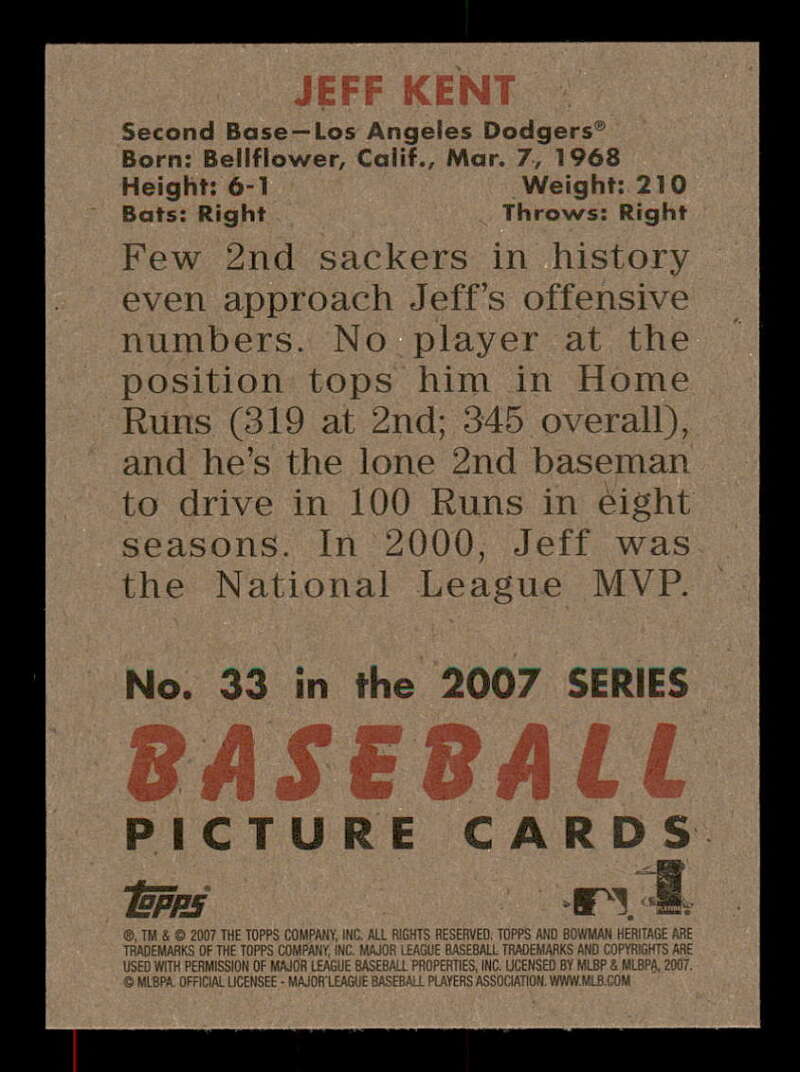 JEFF KENT
Second Base—Los Angeles Dodgers®
Born: Bellflower, Calif., Mar. 7, 1968
Height: 6-1 Weight: 210
Bats: Right Throws: Right
Few 2nd sackers in history
even approach Jeff's offensive
numbers. No player at the
position tops him in Home
Runs (319 at 2nd; 345 overall),
and he's the lone 2nd baseman
to drive in 100 Runs in eight
seasons. In 2000, Jeff was
the National League MVP.
No. 33 in the 2007 SERIES
BASEBALL
PICTURE CARDS
Topps
®, TM & © 2007 THE TOPPS COMPANY, INC. ALL RIGHTS RESERVED. TOPPS AND BOWMAN HERITAGE ARE
TRADEMARKS OF THE TOPPS COMPANY, INC. MAJOR LEAGUE BASEBALL TRADEMARKS AND COPYRIGHTS ARE
USED WITH PERMISSION OF MAJOR LEAGUE BASEBALL PROPERTIES, INC. LICENSED BY MLBP & MLBPA, 2007.
© MLBPA. OFFICIAL LICENSEE - MAJOR LEAGUE BASEBALL PLAYERS ASSOCIATION. WWW.MLB.COM